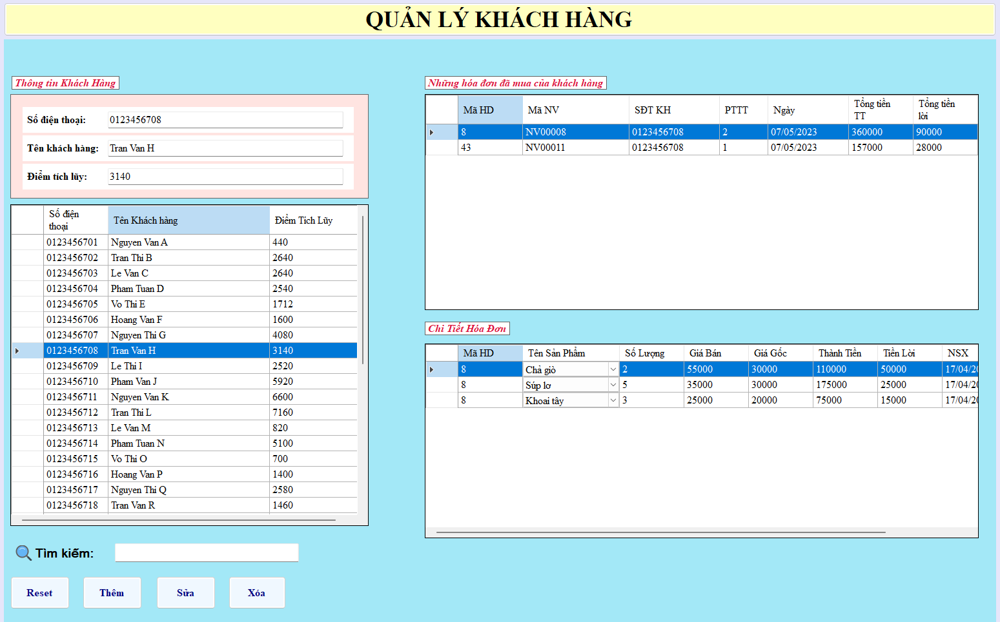 QUẢN LÝ KHÁCH HÀNG
Thông tin Khách Hàng
Số điện thoại: 0123456708
Tên khách hàng: Tran Van H
Điểm tích lũy: 3140
Số điện thoại Tên Khách hàng Điểm Tích Lũy
0123456701 Nguyen Van A 440
0123456702 Tran Thi B 2640
0123456703 Le Van C 2640
0123456704 Pham Tuan D 2540
0123456705 Vo Thi E 1712
0123456706 Hoang Van F 1600
0123456707 Nguyen Thi G 4080
0123456708 Tran Van H 3140
0123456709 Le Thi I 2520
0123456710 Pham Van J 5920
0123456711 Nguyen Van K 6600
0123456712 Tran Thi L 7160
0123456713 Le Van M 820
0123456714 Pham Tuan N 5100
0123456715 Vo Thi O 700
0123456716 Hoang Van P 1400
0123456717 Nguyen Thi Q 2580
0123456718 Tran Van R 1460
Tìm kiếm:
Reset Thêm Sửa Xóa
Những hóa đơn đã mua của khách hàng
Mã HD Mã NV SĐT KH PTTT Ngày Tổng tiền TT Tổng tiền lời
8 NV00008 0123456708 2 07/05/2023 360000 90000
43 NV00011 0123456708 1 07/05/2023 157000 28000
Chi Tiết Hóa Đơn
Mã HD Tên Sản Phẩm Số Lượng Giá Bán Giá Gốc Thành Tiền Tiền Lời NSX
8 Chả giò 2 55000 30000 110000 50000 17/04/20
8 Súp lơ 5 35000 30000 175000 25000 17/04/20
8 Khoai tây 3 25000 20000 75000 15000 17/04/20